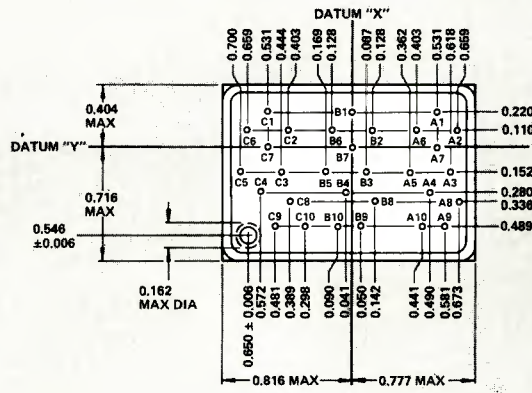 DATUM "X"
0.700
0.659
0.531
0.444
0.403
0.169
0.128
0.087
0.128
0.362
0.403
0.531
0.618
0.659
0.404
MAX
DATUM "Y"
0.716
MAX
0.546
±0.006
0.162
MAX DIA
C1 B1 A1
C6 C2 B6 B2 A6 A2
C7 B7 A7
C5 C3 B5 B3 A5 A3
C4 B4 A4
C8 B8 A8
C9 C10 B10 B9 A10 A9
0.220
0.110
0.152
0.280
0.336
0.489
0.650 ± 0.006
0.572
0.481
0.389
0.298
0.090
0.041
0.050
0.142
0.441
0.490
0.581
0.673
0.816 MAX 0.777 MAX